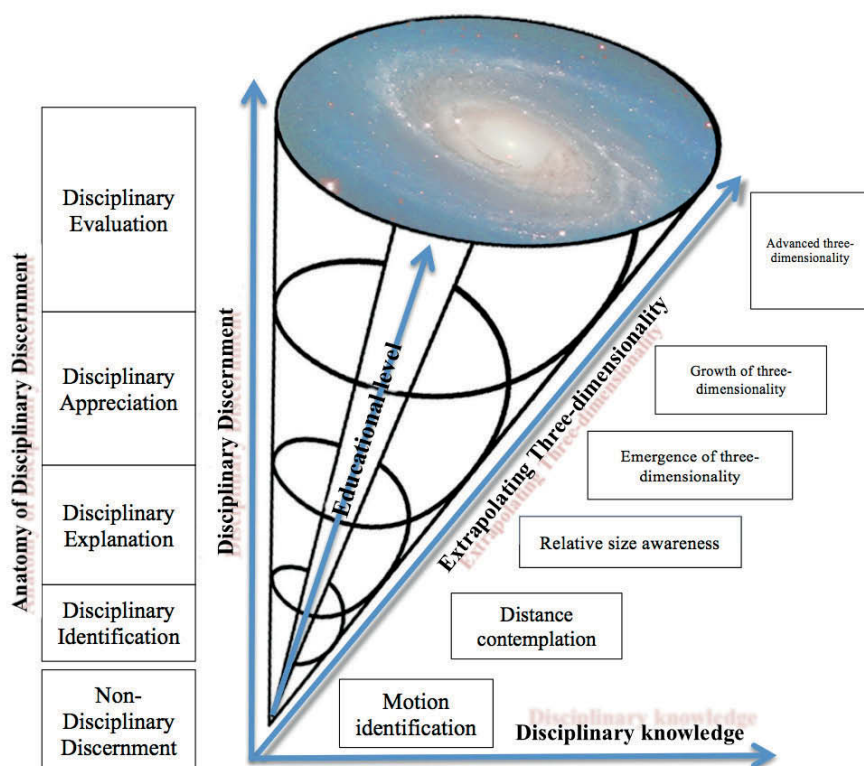 Anatomy of Disciplinary Discernment
Disciplinary
Evaluation
Disciplinary
Appreciation
Disciplinary
Explanation
Disciplinary
Identification
Non-
Disciplinary
Discernment
Disciplinary Discernment
Educational level
Extrapolating Three-dimensionality
Advanced three-
dimensionality
Growth of three-
dimensionality
Emergence of three-
dimensionality
Relative size awareness
Distance
contemplation
Motion
identification
Disciplinary knowledge